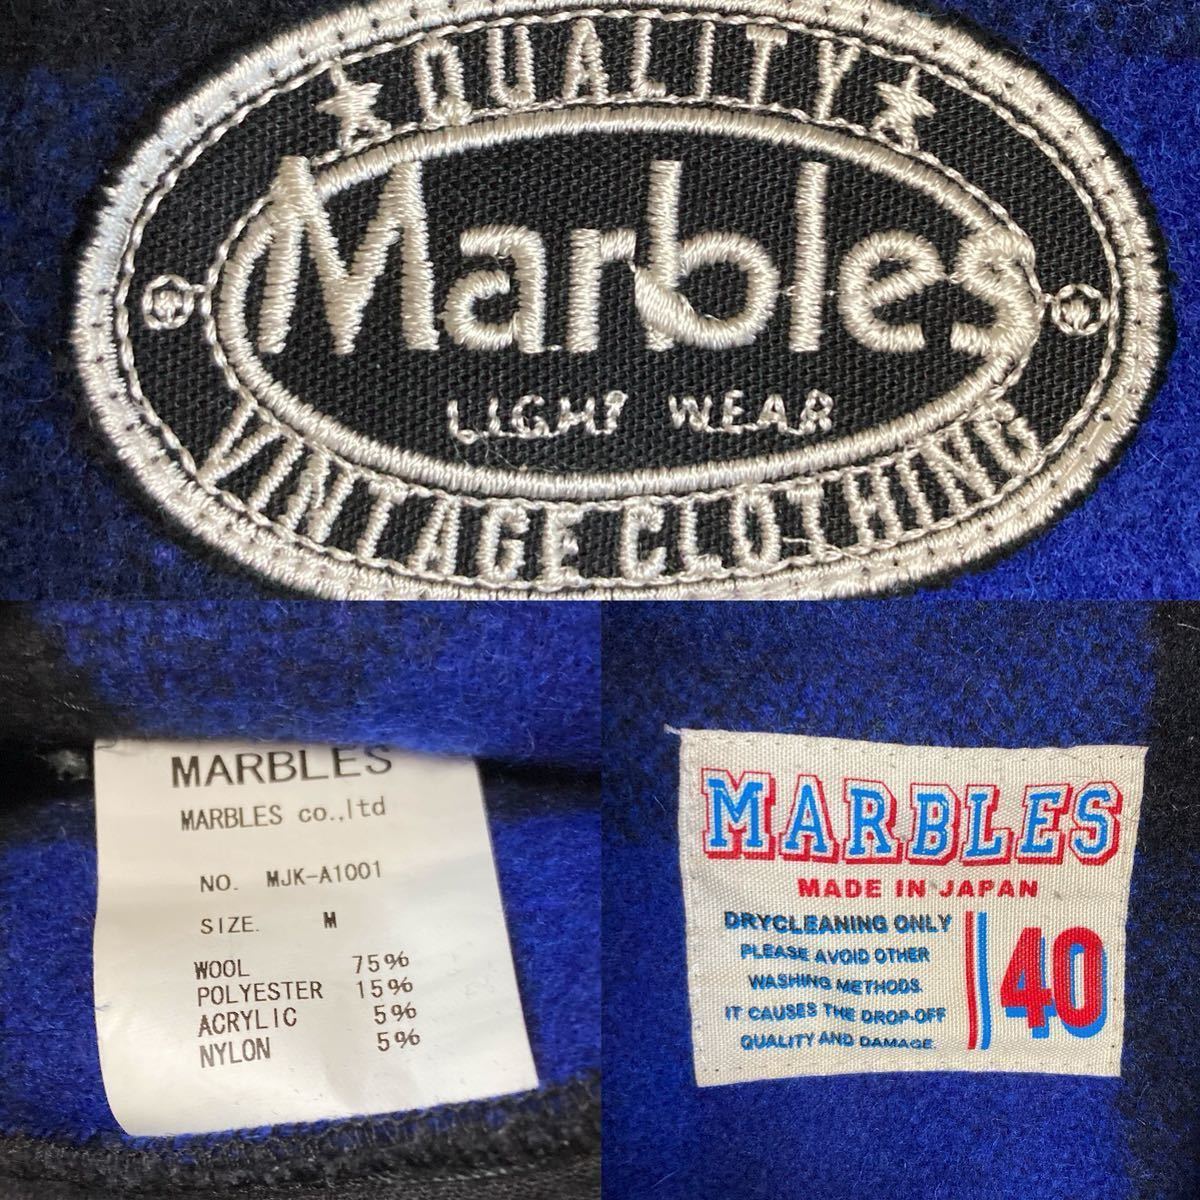 QUALITY
Marbles
LIGHT WEAR
VINTAGE CLOTHING
MARBLES
MARBLES co.,ltd
NO. MJK-A1001
SIZE. M
WOOL 75%
POLYESTER 15%
ACRYLIC 5%
NYLON 5%
MARBLES
MADE IN JAPAN
DRYCLEANING ONLY
PLEASE AVOID OTHER
WASHING METHODS.
IT CAUSES THE DROP-OFF
QUALITY AND DAMAGE.
40